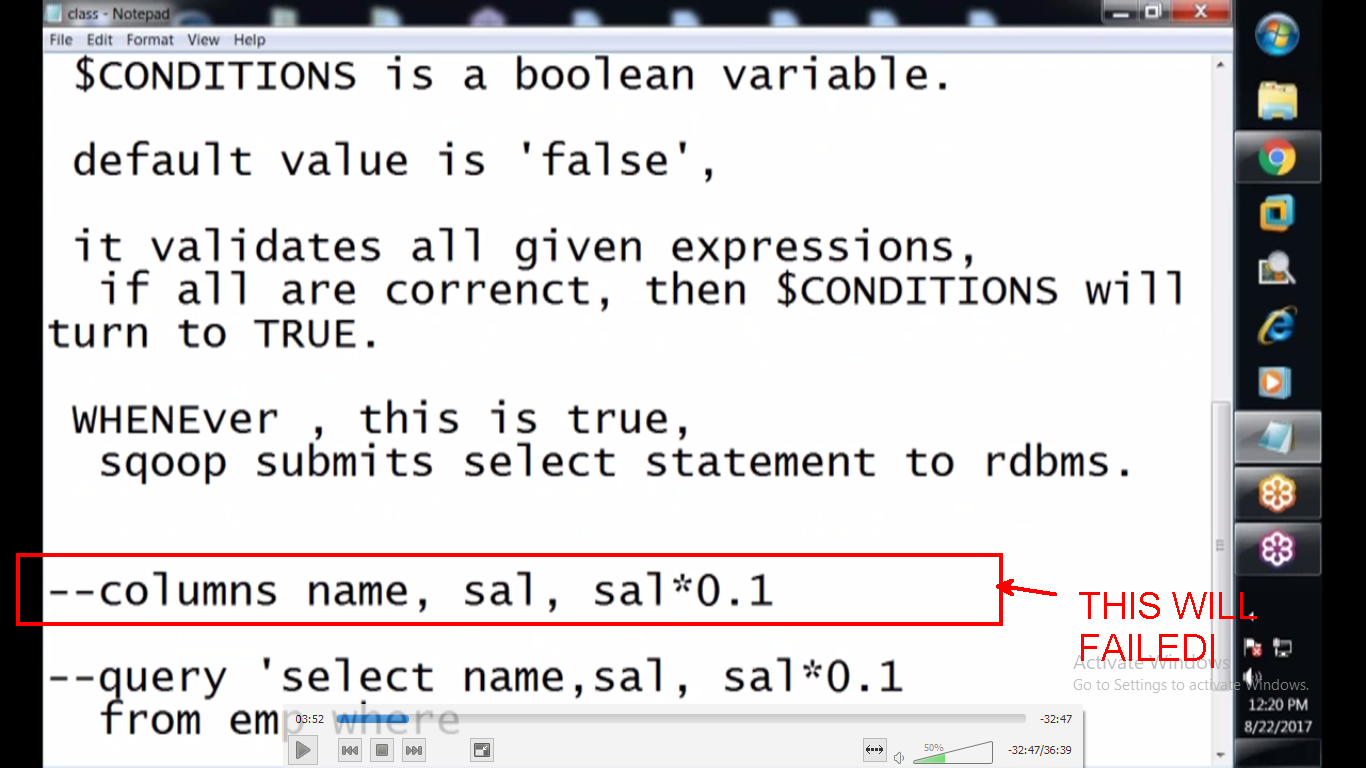 class - Notepad
File Edit Format View Help
$CONDITIONS is a boolean variable.
default value is 'false',
it validates all given expressions,
if all are correnct, then $CONDITIONS will
turn to TRUE.
WHENEver , this is true,
sqoop submits select statement to rdbms.
--columns name, sal, sal*0.1
THIS WILL
FAILED!
--query 'select name,sal, sal*0.1
from emp where
Activate Windows
Go to Settings to activate Windows.
03:52
-32:47
50%
-32:47/36:39
12:20 PM
8/22/2017